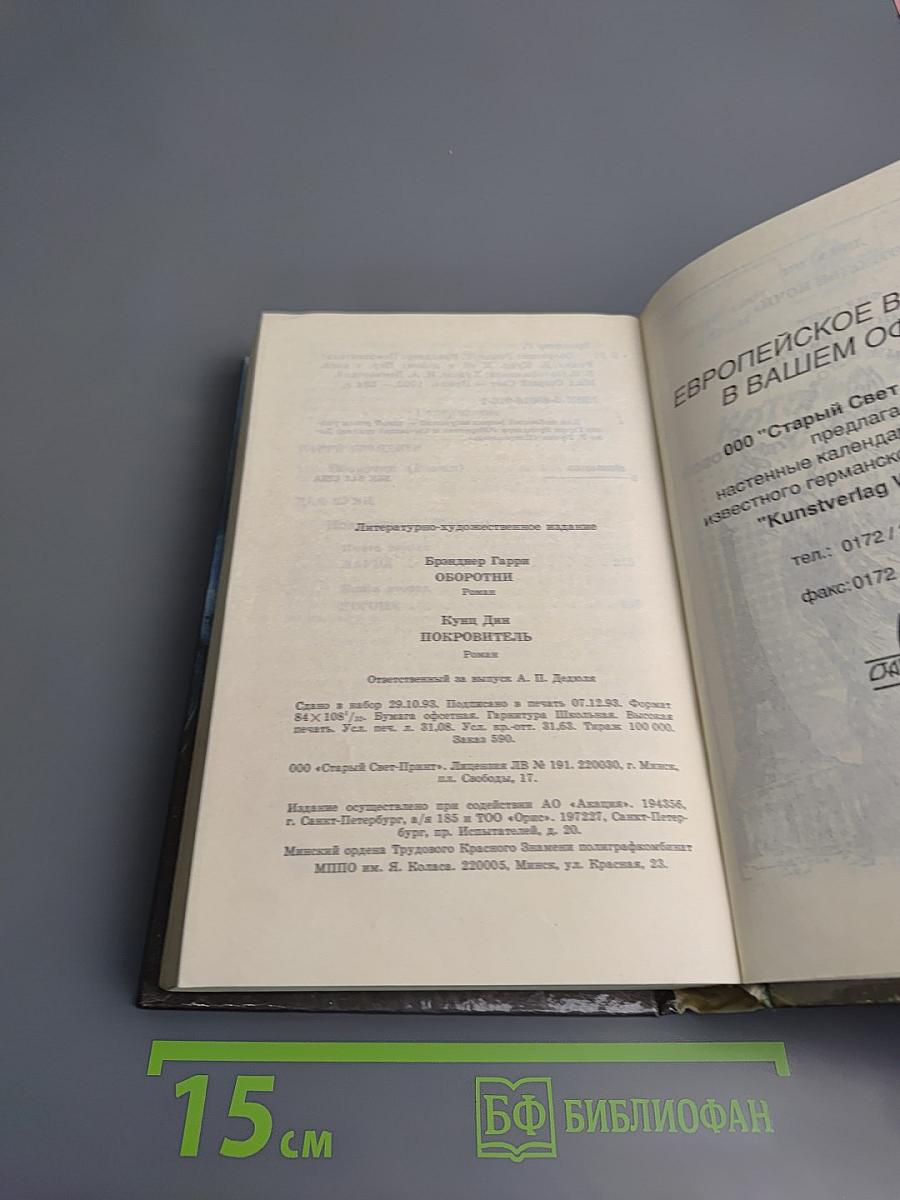 Литературно-художественное издание
Брэнднер Гарри
ОБОРОТНИ
Роман
Кунц Дин
ПОКРОВИТЕЛЬ
Роман
Ответственный за выпуск А. П. Дедюля
Сдано в набор 29.10.93. Подписано в печать 07.12.93. Формат
84×108¹/₃₂. Бумага офсетная. Гарнитура Школьная. Высокая
печать. Усл. печ. л. 31,08. Усл. кр.-отт. 31,63. Тираж 100 000.
Заказ 590.
ООО «Старый Свет-Принт». Лицензия ЛВ № 191. 220030, г. Минск,
пл. Свободы, 17.
Издание осуществлено при содействии АО «Акация». 194356,
г. Санкт-Петербург, а/я 185 и ТОО «Орис». 197227, Санкт-Петер-
бург, пр. Испытателей, д. 20.
Минский ордена Трудового Красного Знамени полиграфкомбинат
МППО им. Я. Коласа. 220005, Минск, ул. Красная, 23.
ЕВРОПЕЙСКОЕ В
В ВАШЕМ ОФ
ООО "Старый Свет
предлага
настенные календа
известного германско
"Kunstverlag
тел.: 0172 /
факс:0172
15 см
БФ БИБЛИОФАН